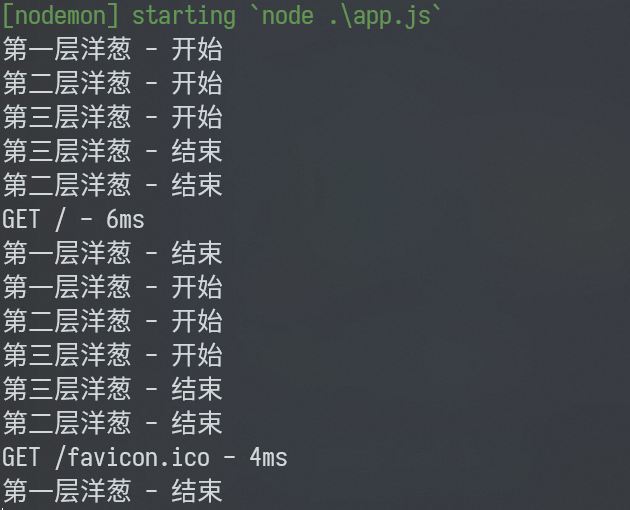 [nodemon] starting `node .\app.js`
第一层洋葱 - 开始
第二层洋葱 - 开始
第三层洋葱 - 开始
第三层洋葱 - 结束
第二层洋葱 - 结束
GET / - 6ms
第一层洋葱 - 结束
第一层洋葱 - 开始
第二层洋葱 - 开始
第三层洋葱 - 开始
第三层洋葱 - 结束
第二层洋葱 - 结束
GET /favicon.ico - 4ms
第一层洋葱 - 结束